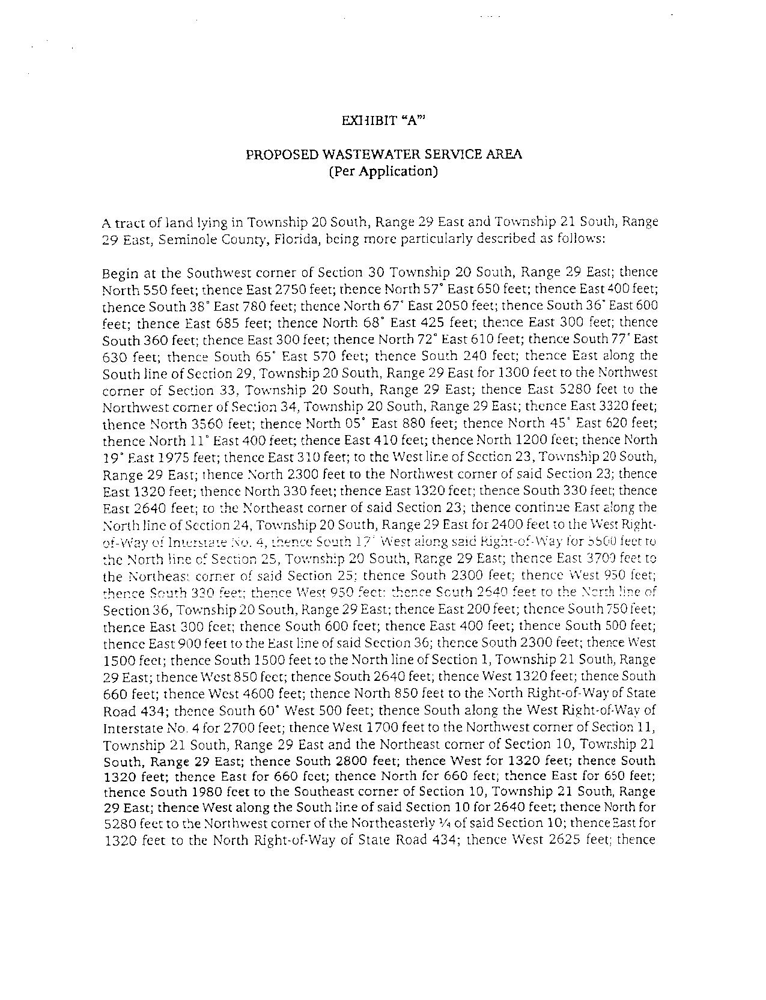 EXHIBIT "A"'
PROPOSED WASTEWATER SERVICE AREA
(Per Application)
A tract of land lying in Township 20 South, Range 29 East and Township 21 South, Range
29 East, Seminole County, Florida, being more particularly described as follows:
Begin at the Southwest corner of Section 30 Township 20 South, Range 29 East; thence
North 550 feet; thence East 2750 feet; thence North 57° East 650 feet; thence East 400 feet;
thence South 38° East 780 feet; thence North 67° East 2050 feet; thence South 36° East 600
feet; thence East 685 feet; thence North 68° East 425 feet; thence East 300 feet; thence
South 360 feet; thence East 300 feet; thence North 72° East 610 feet; thence South 77° East
630 feet; thence South 65° East 570 feet; thence South 240 feet; thence East along the
South line of Section 29, Township 20 South, Range 29 East for 1300 feet to the Northwest
corner of Section 33, Township 20 South, Range 29 East; thence East 5280 feet to the
Northwest corner of Section 34, Township 20 South, Range 29 East; thence East 3320 feet;
thence North 3560 feet; thence North 05° East 880 feet; thence North 45° East 620 feet;
thence North 11° East 400 feet; thence East 410 feet; thence North 1200 feet; thence North
19° East 1975 feet; thence East 310 feet; to the West line of Section 23, Township 20 South,
Range 29 East; thence North 2300 feet to the Northwest corner of said Section 23; thence
East 1320 feet; thence North 330 feet; thence East 1320 feet; thence South 330 feet; thence
East 2640 feet; to the Northeast corner of said Section 23; thence continue East along the
North line of Section 24, Township 20 South, Range 29 East for 2400 feet to the West Right-
of-Way of Interstate No. 4, thence South 17° West along said Right-of-Way for 5500 feet to
the North line of Section 25, Township 20 South, Range 29 East; thence East 3700 feet to
the Northeast corner of said Section 25; thence South 2300 feet; thence West 950 feet;
thence South 330 feet; thence West 950 feet; thence South 2640 feet to the North line of
Section 36, Township 20 South, Range 29 East; thence East 200 feet; thence South 750 feet;
thence East 300 feet; thence South 600 feet; thence East 400 feet; thence South 500 feet;
thence East 900 feet to the East line of said Section 36; thence South 2300 feet; thence West
1500 feet; thence South 1500 feet to the North line of Section 1, Township 21 South, Range
29 East; thence West 850 feet; thence South 2640 feet; thence West 1320 feet; thence South
660 feet; thence West 4600 feet; thence North 850 feet to the North Right-of-Way of State
Road 434; thence South 60° West 500 feet; thence South along the West Right-of-Way of
Interstate No. 4 for 2700 feet; thence West 1700 feet to the Northwest corner of Section 11,
Township 21 South, Range 29 East and the Northeast corner of Section 10, Township 21
South, Range 29 East; thence South 2800 feet; thence West for 1320 feet; thence South
1320 feet; thence East for 660 feet; thence North for 660 feet; thence East for 660 feet;
thence South 1980 feet to the Southeast corner of Section 10, Township 21 South, Range
29 East; thence West along the South line of said Section 10 for 2640 feet; thence North for
5280 feet to the Northwest corner of the Northeasterly ¼ of said Section 10; thence East for
1320 feet to the North Right-of-Way of State Road 434; thence West 2625 feet; thence